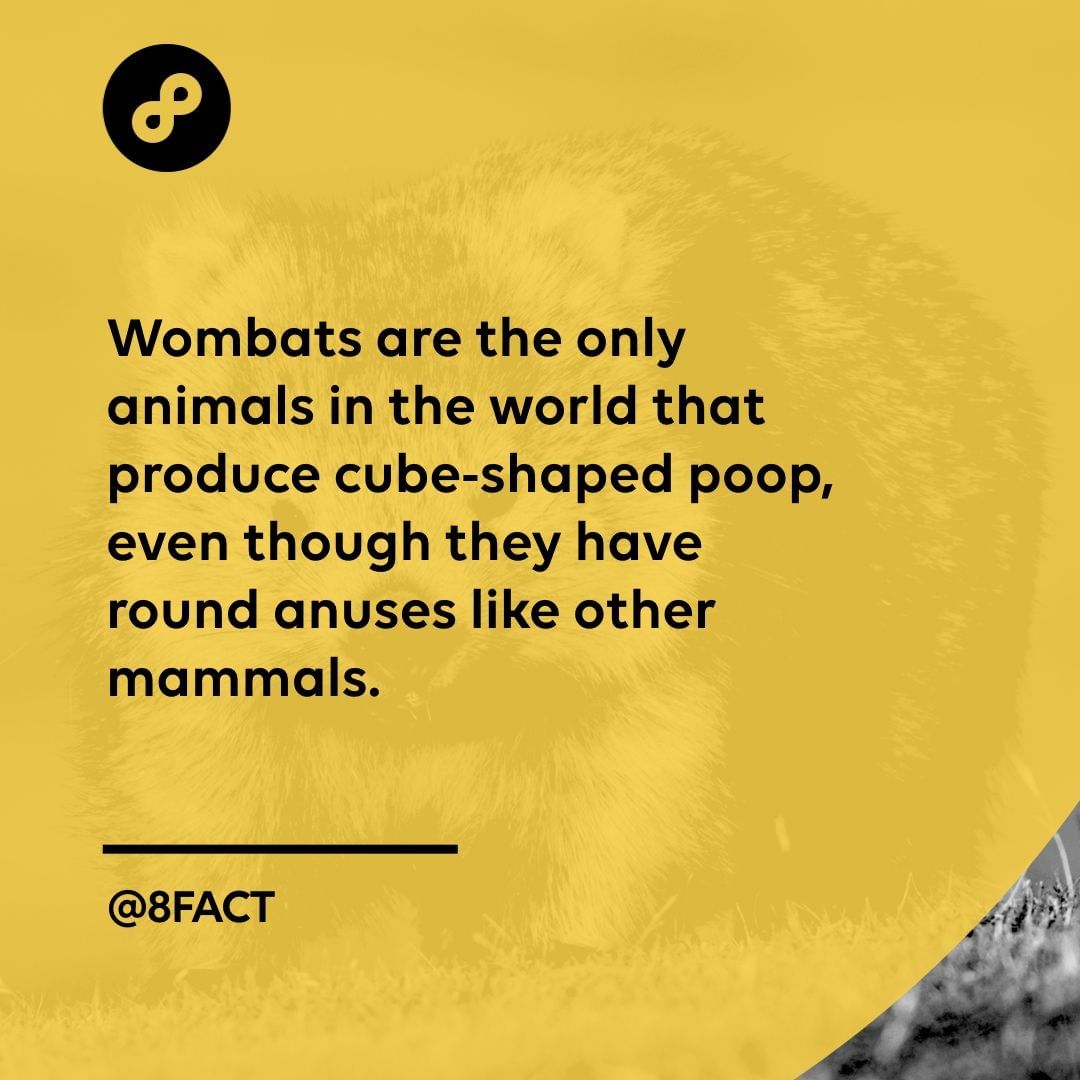 Wombats are the only
animals in the world that
produce cube-shaped poop,
even though they have
round anuses like other
mammals.
@8FACT